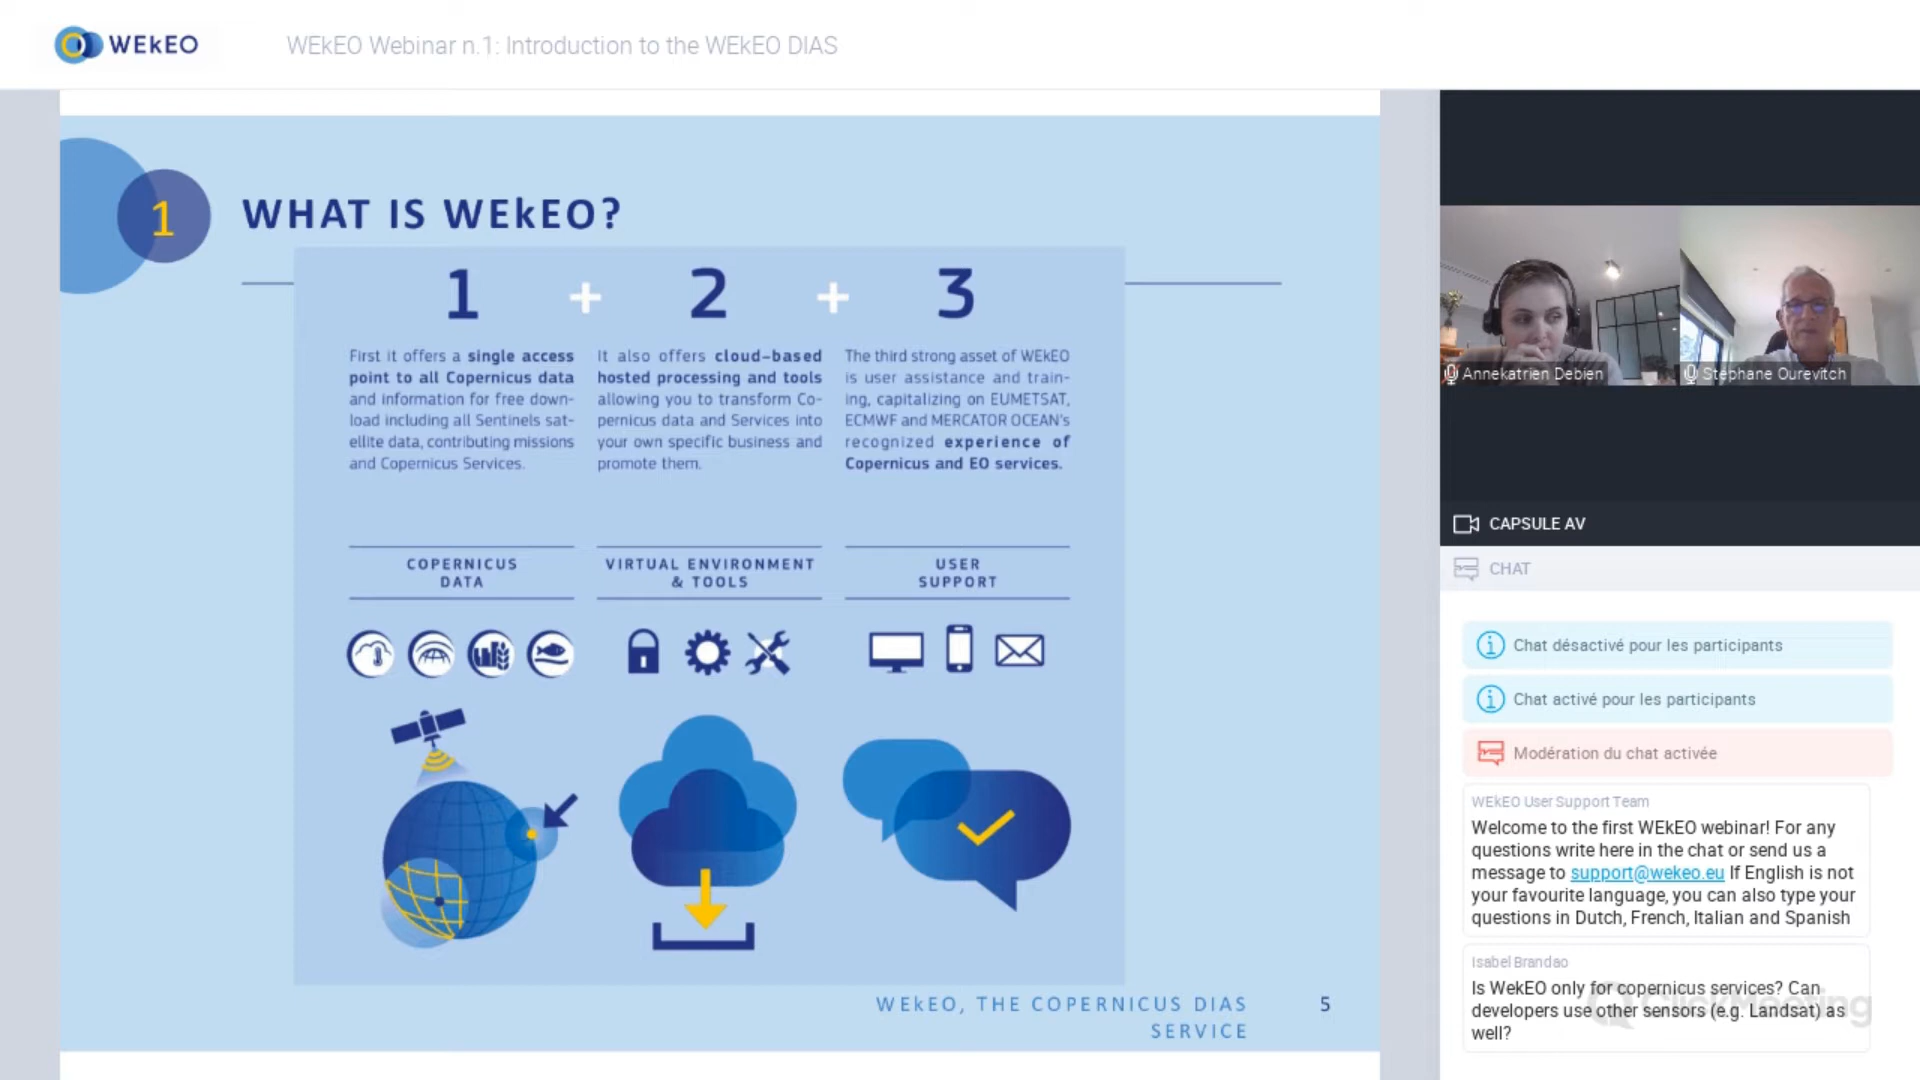 WEkEO
WEkEO Webinar n.1: Introduction to the WEkEO DIAS
1
WHAT IS WEkEO?
1 + 2 + 3
First it offers a single access
point to all Copernicus data
and information for free down-
load including all Sentinels sat-
ellite data, contributing missions
and Copernicus Services.
It also offers cloud-based
hosted processing and tools
allowing you to transform Co-
pernicus data and Services into
your own specific business and
promote them.
The third strong asset of WEkEO
is user assistance and train-
ing, capitalizing on EUMETSAT,
ECMWF and MERCATOR OCEAN's
recognized experience of
Copernicus and EO services.
COPERNICUS
DATA
VIRTUAL ENVIRONMENT
& TOOLS
USER
SUPPORT
WEkEO, THE COPERNICUS DIAS
SERVICE
5
Annekatrien Debien
Stéphane Ourevitch
CAPSULE AV
CHAT
Chat désactivé pour les participants
Chat activé pour les participants
Modération du chat activée
WEkEO User Support Team
Welcome to the first WEkEO webinar! For any
questions write here in the chat or send us a
message to support@wekeo.eu If English is not
your favourite language, you can also type your
questions in Dutch, French, Italian and Spanish
Isabel Brandao
Is WekEO only for copernicus services? Can
developers use other sensors (e.g. Landsat) as
well?
ClickMeeting